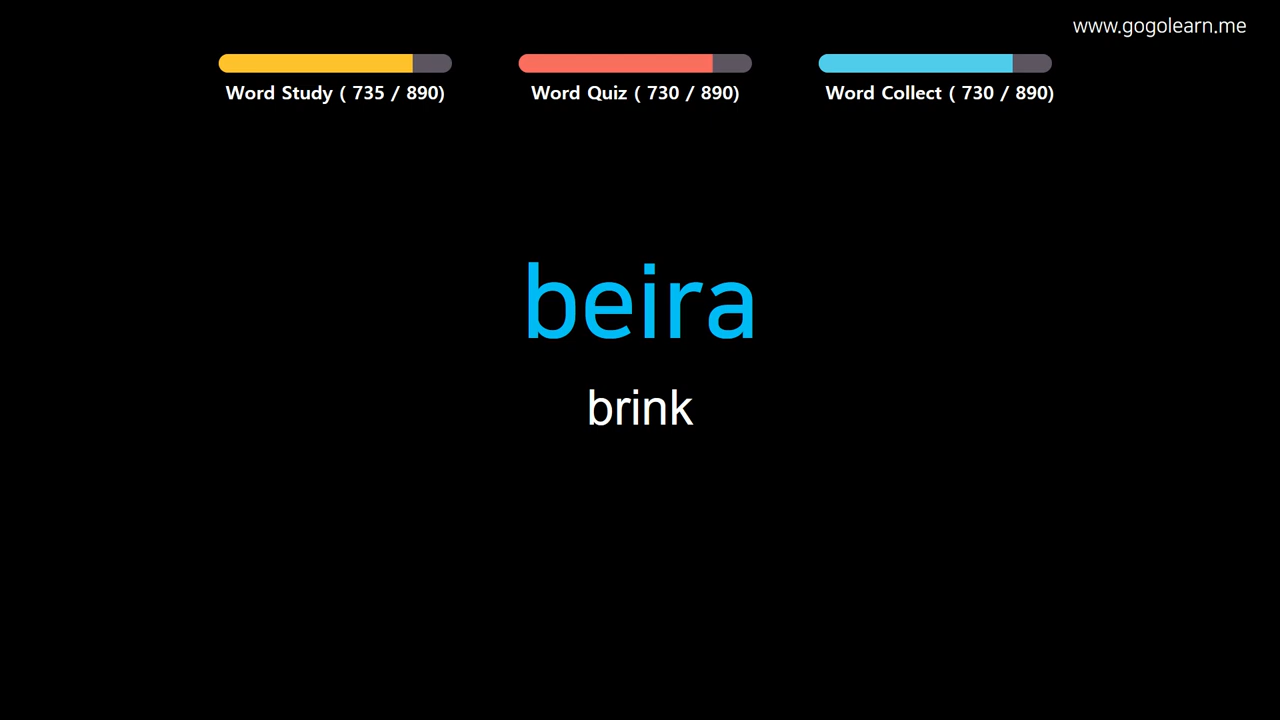 www.gogolearn.me
Word Study ( 735 / 890)
Word Quiz ( 730 / 890)
Word Collect ( 730 / 890)
beira
brink